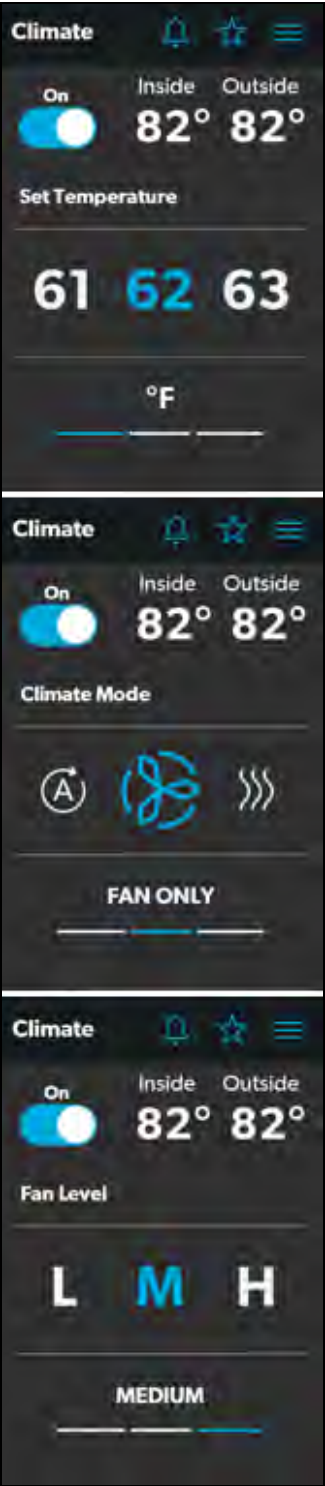 Climate
On Inside Outside
82° 82°
Set Temperature
61 62 63
°F
Climate
On Inside Outside
82° 82°
Climate Mode
A
FAN ONLY
Climate
On Inside Outside
82° 82°
Fan Level
L M H
MEDIUM